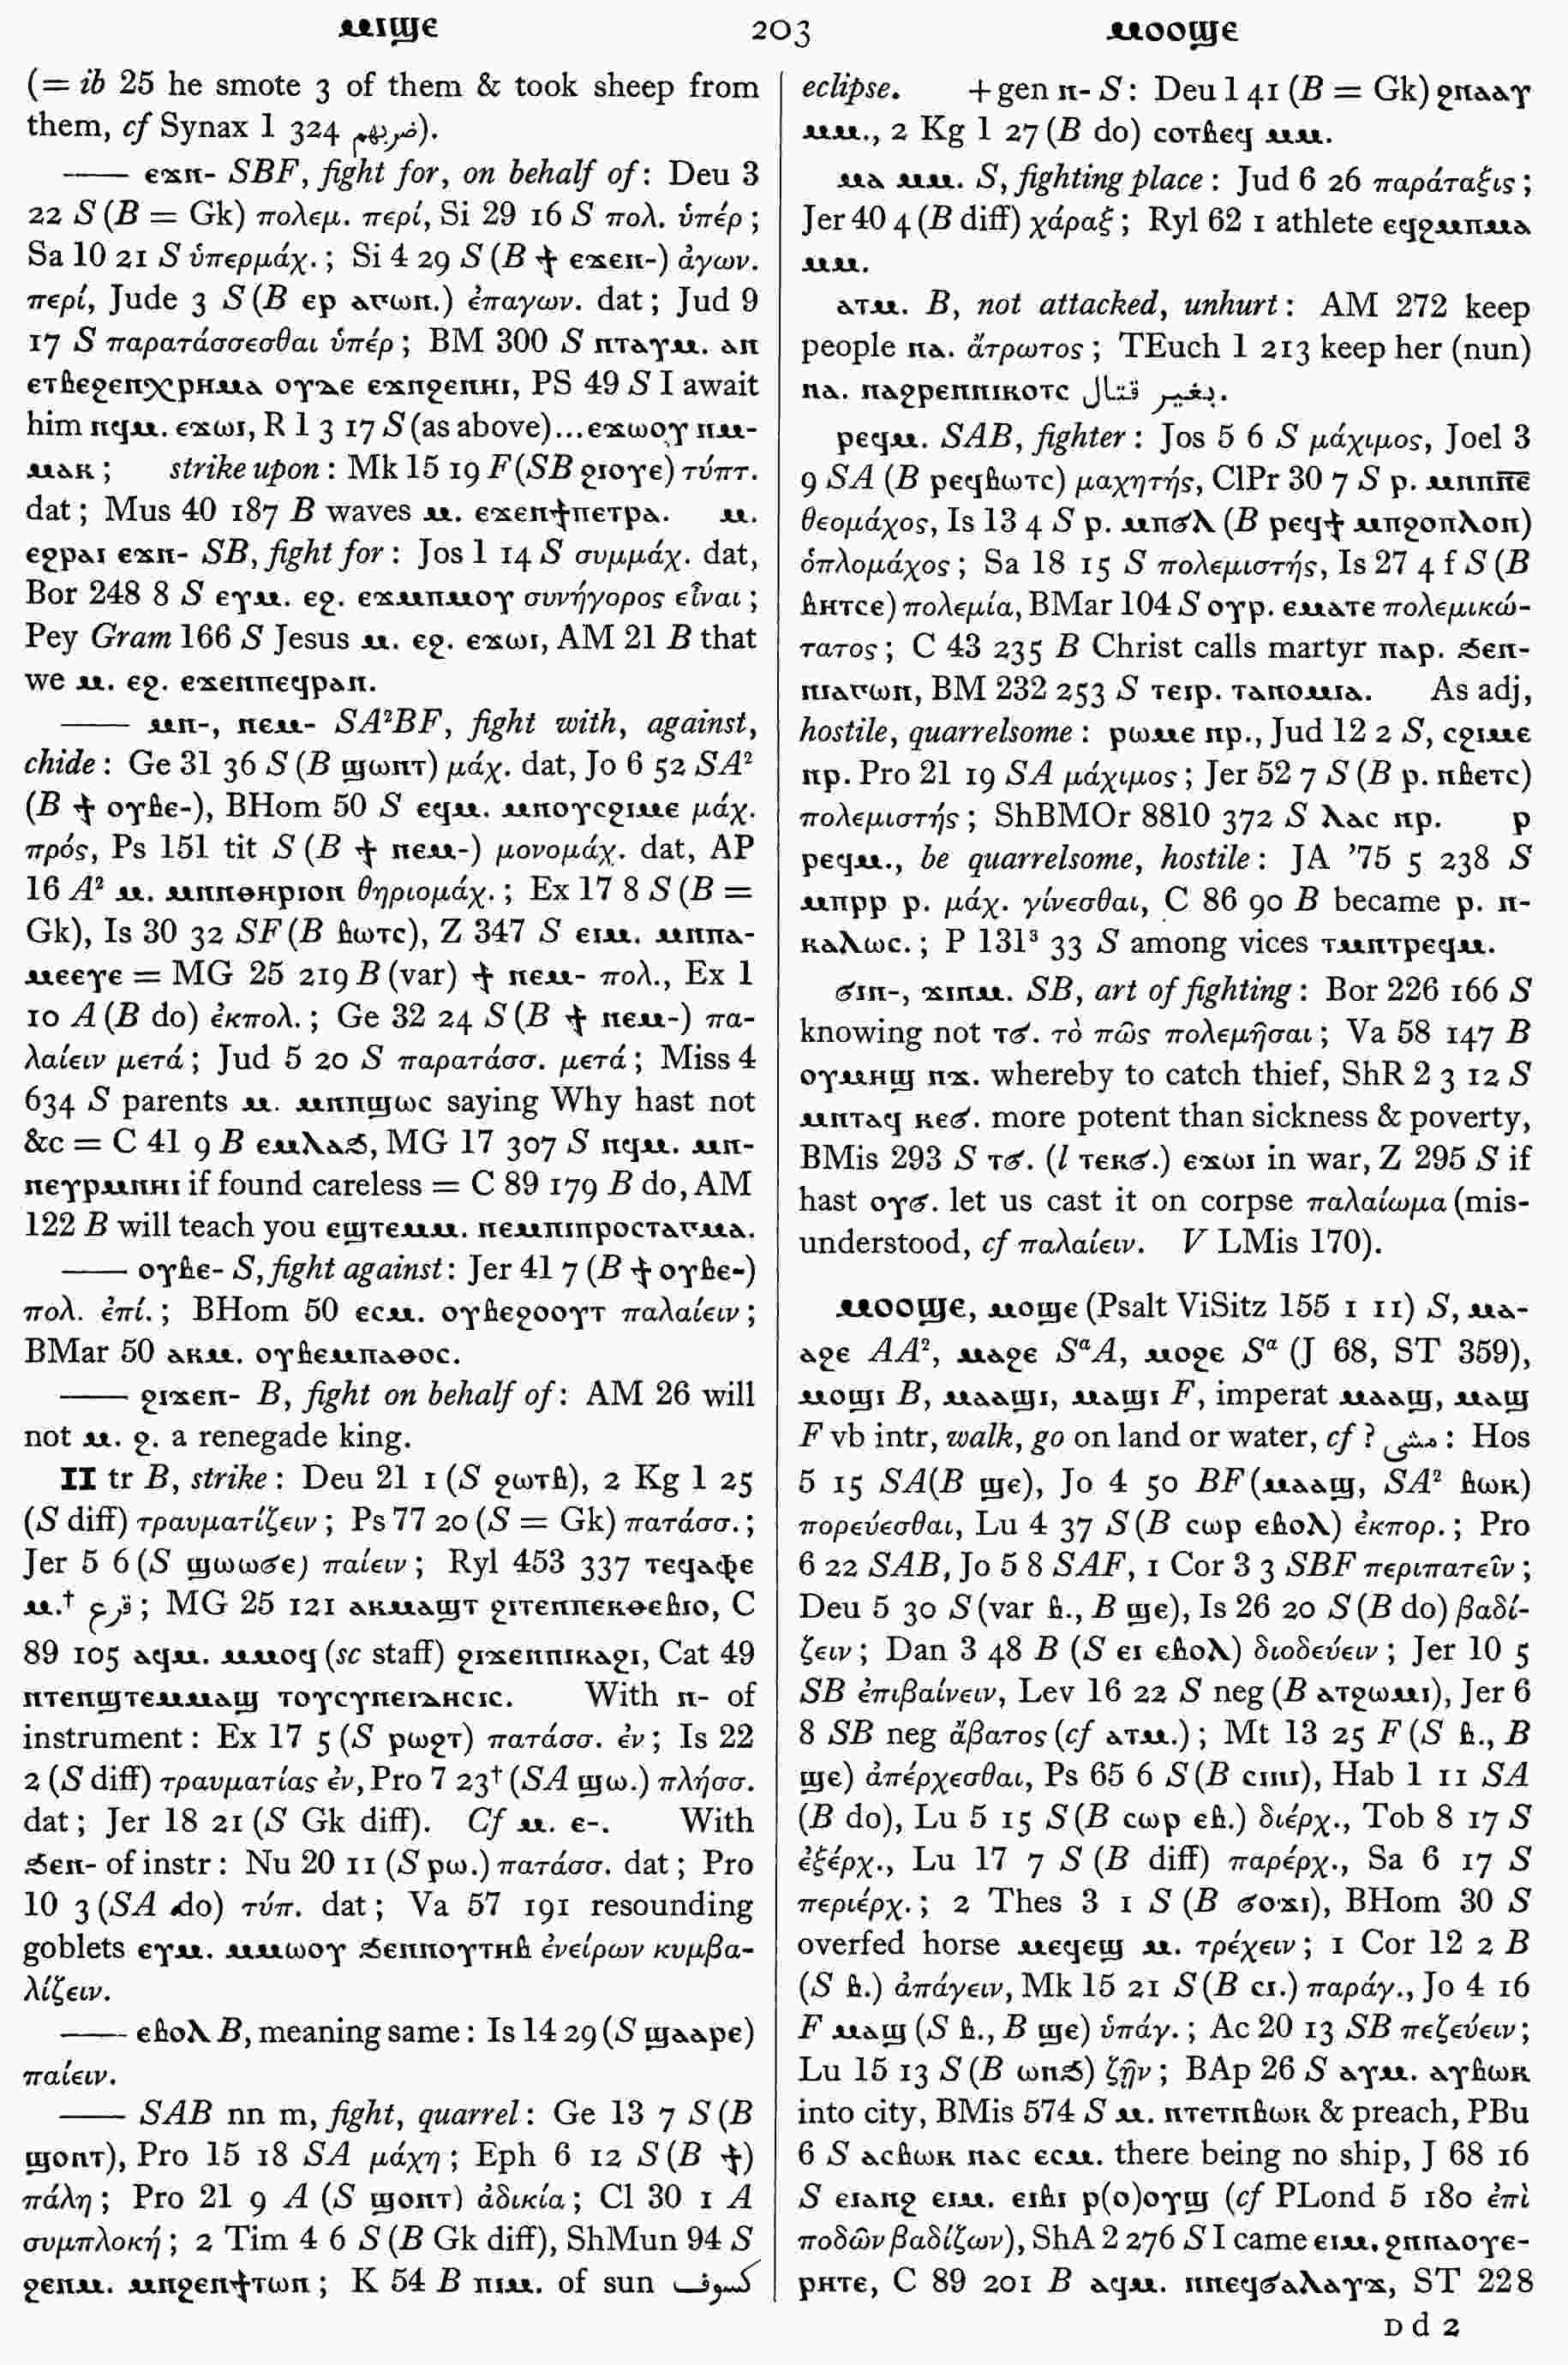 ⲙⲓϣⲉ 203 ⲙⲟⲟϣⲉ
(= ib 25 he smote 3 of them & took sheep from
them, cf Synax 1 324 ضربهم).
—— ⲉϫⲛ- SBF, fight for, on behalf of: Deu 3
22 S (B = Gk) πολεμ. περί, Si 29 16 S πολ. ὑπέρ;
Sa 10 21 S ὑπερμάχ.; Si 4 29 S (B ϯ ⲉϫⲉⲛ-) ἀγων.
περί, Jude 3 S (B ⲉⲣ ⲁⲅⲱⲛ.) ἐπαγων. dat; Jud 9
17 S παρατάσσεσθαι ὑπέρ; BM 300 S ⲛⲧⲁⲩⲙ. ⲁⲛ
ⲉⲧⲃⲉϩⲉⲛⲭⲣⲏⲙⲁ ⲟⲩⲇⲉ ⲉϫⲛϩⲉⲛⲏⲓ, PS 49 S I await
him ⲛϥⲙ. ⲉϫⲱⲓ, R 1 3 17 S (as above)...ⲉϫⲱⲟⲩ ⲛⲙ-
ⲙⲁⲕ; strike upon: Mk 15 19 F (SB ϩⲓⲟⲩⲉ) τύπτ.
dat; Mus 40 187 B waves ⲙ. ⲉϫⲉⲛϯⲡⲉⲧⲣⲁ. ⲙ.
ⲉϩⲣⲁⲓ ⲉϫⲛ- SB, fight for: Jos 1 14 S συμμάχ. dat,
Bor 248 8 S ⲉⲩⲙ. ⲉϩ. ⲉϫⲙⲡⲙⲟⲩ συνήγορος εἶναι;
Pey Gram 166 S Jesus ⲙ. ⲉϩ. ⲉϫⲱⲓ, AM 21 B that
we ⲙ. ⲉϩ. ⲉϫⲉⲛⲡⲉϥⲣⲁⲛ.
—— ⲙⲛ-, ⲛⲉⲙ- SA²BF, fight with, against,
chide: Ge 31 36 S (B ϣⲱⲛⲧ) μάχ. dat, Jo 6 52 SA²
(B ϯ ⲟⲩⲃⲉ-), BHom 50 S ⲉϥⲙ. ⲙⲛⲟⲩⲥϩⲓⲙⲉ μάχ.
πρός, Ps 151 tit S (B ϯ ⲛⲉⲙ-) μονομάχ. dat, AP
16 A² ⲙ. ⲙⲛⲛⲑⲏⲣⲓⲟⲛ θηριομάχ.; Ex 17 8 S (B =
Gk), Is 30 32 SF (B ⲃⲱⲧⲥ), Z 347 S ⲉⲓⲙ. ⲙⲛⲛⲁ-
ⲙⲉⲉⲩⲉ = MG 25 219 B (var) ϯ ⲛⲉⲙ- πολ., Ex 1
10 A (B do) ἐκπολ.; Ge 32 24 S (B ϯ ⲛⲉⲙ-) πα-
λαίειν μετά; Jud 5 20 S παρατάσσ. μετά; Miss 4
634 S parents ⲙ. ⲙⲛⲡϣⲱⲥ saying Why hast not
&c = C 41 9 B ⲉⲙⲗⲁϧ, MG 17 307 S ⲛϥⲙ. ⲙⲛ-
ⲛⲉⲩⲣⲙⲛⲏⲓ if found careless = C 89 179 B do, AM
122 B will teach you ⲉϣⲧⲉⲙⲙ. ⲛⲉⲙⲛⲓⲡⲣⲟⲥⲧⲁⲅⲙⲁ.
—— ⲟⲩⲃⲉ- S, fight against: Jer 41 7 (B ϯ ⲟⲩⲃⲉ-)
πολ. ἐπί.; BHom 50 ⲉⲥⲙ. ⲟⲩⲃⲉϩⲟⲟⲩⲧ παλαίειν;
BMar 50 ⲁⲕⲙ. ⲟⲩⲃⲉⲙⲡⲁⲑⲟⲥ.
—— ϩⲓϫⲉⲛ- B, fight on behalf of: AM 26 will
not ⲙ. ϩ. a renegade king.
II tr B, strike: Deu 21 1 (S ϩⲱⲧⲃ), 2 Kg 1 25
(S diff) τραυματίζειν; Ps 77 20 (S = Gk) πατάσσ.;
Jer 5 6 (S ϣⲱⲱϭⲉ) παίειν; Ryl 453 337 ⲧⲉϥⲁⲫⲉ
ⲙ.† قرع; MG 25 121 ⲁⲕⲙⲁϣⲧ ϩⲓⲧⲉⲛⲡⲉⲕⲑⲉⲃⲓⲟ, C
89 105 ⲁϥⲙ. ⲙⲙⲟϥ (sc staff) ϩⲓϫⲉⲛⲡⲓⲕⲁϩⲓ, Cat 49
ⲛⲧⲉⲛϣⲧⲉⲙⲙⲁϣ ⲧⲟⲩⲥⲩⲛⲉⲓⲇⲏⲥⲓⲥ. With ⲛ- of
instrument: Ex 17 5 (S ⲣⲱϩⲧ) πατάσσ. ἐν; Is 22
2 (S diff) τραυματίας ἐν, Pro 7 23† (SA ϣⲱ.) πλήσσ.
dat; Jer 18 21 (S Gk diff). Cf ⲙ. ⲉ-. With
ϧⲉⲛ- of instr: Nu 20 11 (S ⲣⲱ.) πατάσσ. dat; Pro
10 3 (SA do) τύπ. dat; Va 57 191 resounding
goblets ⲉⲩⲙ. ⲙⲙⲱⲟⲩ ϧⲉⲛⲛⲟⲩⲧⲏⲃ ἐνείρων κυμβα-
λίζειν.
—— ⲉⲃⲟⲗ B, meaning same: Is 14 29 (S ϣⲁⲁⲣⲉ)
παίειν.
—— SAB nn m, fight, quarrel: Ge 13 7 S (B
ϣⲟⲛⲧ), Pro 15 18 SA μάχη; Eph 6 12 S (B ϯ)
πάλη; Pro 21 9 A (S ϣⲟⲛⲧ) ἀδικία; Cl 30 1 A
συμπλοκή; 2 Tim 4 6 S (B Gk diff), ShMun 94 S
ϩⲉⲛⲙ. ⲙⲛϩⲉⲛϯⲧⲱⲛ; K 54 B ⲡⲓⲙ. of sun كسوف
eclipse. + gen ⲛ- S: Deu 1 41 (B = Gk) ϩⲛⲁⲁⲩ
ⲙⲙ., 2 Kg 1 27 (B do) ⲥⲟⲧⲃⲉϥ ⲙⲙ.
ⲙⲁ ⲙⲙ. S, fighting place: Jud 6 26 παράταξις;
Jer 40 4 (B diff) χάραξ; Ryl 62 1 athlete ⲉϥϩⲙⲡⲙⲁ
ⲙⲙ.
ⲁⲧⲙ. B, not attacked, unhurt: AM 272 keep
people ⲛⲁ. ἄτρωτος; TEuch 1 213 keep her (nun)
ⲛⲁ. ⲛⲁϩⲣⲉⲛⲛⲓⲕⲟⲧⲥ بغير قتال.
ⲣⲉϥⲙ. SAB, fighter: Jos 5 6 S μάχιμος, Joel 3
9 SA (B ⲣⲉϥⲃⲱⲧⲥ) μαχητής, ClPr 30 7 S ⲣ. ⲙⲛⲡⲛ̅ⲉ̅
θεομάχος, Is 13 4 S ⲣ. ⲙⲛϭⲗ (B ⲣⲉϥϯ ⲙⲡϩⲟⲡⲗⲟⲛ)
ὁπλομάχος; Sa 18 15 S πολεμιστής, Is 27 4 f S (B
ⲃⲏⲧⲥⲉ) πολεμία, BMar 104 S ⲟⲩⲣ. ⲉⲙⲁⲧⲉ πολεμικώ-
τατος; C 43 235 B Christ calls martyr ⲡⲁⲣ. ϧⲉⲛ-
ⲡⲓⲁⲅⲱⲛ, BM 232 253 S ⲧⲉⲓⲣ. ⲧⲁⲛⲟⲙⲓⲁ. As adj,
hostile, quarrelsome: ⲣⲱⲙⲉ ⲛⲣ., Jud 12 2 S, ⲥϩⲓⲙⲉ
ⲛⲣ. Pro 21 19 SA μάχιμος; Jer 52 7 S (B ⲣ. ⲛⲃⲉⲧⲥ)
πολεμιστής; ShBMOr 8810 372 S ⲗⲁⲥ ⲛⲣ. ⲣ
ⲣⲉϥⲙ., be quarrelsome, hostile: JA ’75 5 238 S
ⲙⲡⲣⲣ ⲣ. μάχ. γίνεσθαι, C 86 90 B became ⲣ. ⲛ-
ⲕⲁⲗⲱⲥ.; P 131³ 33 S among vices ⲧⲙⲛⲧⲣⲉϥⲙ.
ϭⲓⲛ-, ϫⲓⲛⲙ. SB, art of fighting: Bor 226 166 S
knowing not ⲧϭ. τὸ πῶς πολεμῆσαι; Va 58 147 B
ⲟⲩⲙⲏϣ ⲛϫ. whereby to catch thief, ShR 2 3 12 S
ⲙⲛⲧⲁϥ ⲕⲉϭ. more potent than sickness & poverty,
BMis 293 S ⲧϭ. (l ⲧⲉⲕϭ.) ⲉϫⲱⲓ in war, Z 295 S if
hast ⲟⲩϭ. let us cast it on corpse παλαίωμα (mis-
understood, cf παλαίειν. V LMis 170).
ⲙⲟⲟϣⲉ, ⲙⲟϣⲉ (Psalt ViSitz 155 1 11) S, ⲙⲁ-
ⲁϩⲉ AA², ⲙⲁϩⲉ SᵃA, ⲙⲟϩⲉ Sᵃ (J 68, ST 359),
ⲙⲟϣⲓ B, ⲙⲁⲁϣⲓ, ⲙⲁϣⲓ F, imperat ⲙⲁⲁϣ, ⲙⲁϣ
F vb intr, walk, go on land or water, cf ? مشى: Hos
5 15 SA (B ϣⲉ), Jo 4 50 BF (ⲙⲁⲁϣ, SA² ⲃⲱⲕ)
πορεύεσθαι, Lu 4 37 S (B ⲥⲱⲣ ⲉⲃⲟⲗ) ἐκπορ.; Pro
6 22 SAB, Jo 5 8 SAF, 1 Cor 3 3 SBF περιπατεῖν;
Deu 5 30 S (var ⲃ., B ϣⲉ), Is 26 20 S (B do) βαδί-
ζειν; Dan 3 48 B (S ⲉⲓ ⲉⲃⲟⲗ) διοδεύειν; Jer 10 5
SB ἐπιβαίνειν, Lev 16 22 S neg (B ⲁⲧϩⲱⲙⲓ), Jer 6
8 SB neg ἄβατος (cf ⲁⲧⲙ.); Mt 13 25 F (S ⲃ., B
ϣⲉ) ἀπέρχεσθαι, Ps 65 6 S (B ⲥⲓⲛⲓ), Hab 1 11 SA
(B do), Lu 5 15 S (B ⲥⲱⲣ ⲉⲃ.) διέρχ., Tob 8 17 S
ἐξέρχ., Lu 17 7 S (B diff) παρέρχ., Sa 6 17 S
περιέρχ.; 2 Thes 3 1 S (B ϭⲟϫⲓ), BHom 30 S
overfed horse ⲙⲉϥⲉϣ ⲙ. τρέχειν; 1 Cor 12 2 B
(S ⲃ.) ἀπάγειν, Mk 15 21 S (B ⲥⲓ.) παράγ., Jo 4 16
F ⲙⲁϣ (S ⲃ., B ϣⲉ) ὑπάγ.; Ac 20 13 SB πεζεύειν;
Lu 15 13 S (B ⲱⲛϧ) ζῆν; BAp 26 S ⲁⲩⲙ. ⲁⲩⲃⲱⲕ
into city, BMis 574 S ⲙ. ⲛⲧⲉⲧⲛⲃⲱⲕ & preach, PBu
6 S ⲁⲥⲃⲱⲕ ⲛⲁⲥ ⲉⲥⲙ. there being no ship, J 68 16
S ⲉⲓⲁⲛϩ ⲉⲓⲙ. ⲉⲓϩⲓ ⲣ(ⲟ)ⲟⲩϣ (cf PLond 5 180 ἐπὶ
ποδῶν βαδίζων), ShA 2 276 S I came ⲉⲓⲙ. ϩⲛⲛⲁⲟⲩⲉ-
ⲣⲏⲧⲉ, C 89 201 B ⲁϥⲙ. ⲛⲛⲉϥϭⲁⲗⲁⲩϫ, ST 228
D d 2